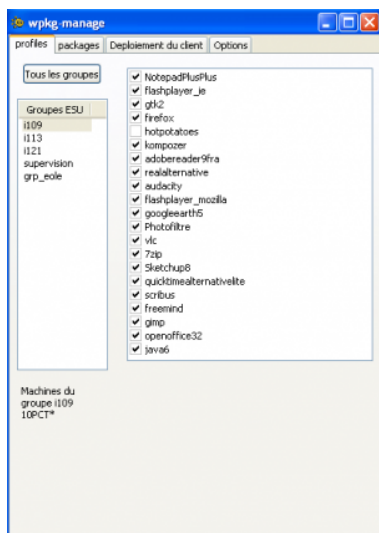 wpkg-manage
profiles packages Deploiement du client Options
Tous les groupes
Groupes ESU
i109
i113
i121
supervision
grp_eole
NotepadPlusPlus
flashplayer_ie
gtk2
firefox
hotpotatoes
kompozer
adobereader9fra
realalternative
audacity
flashplayer_mozilla
googleearth5
Photofiltre
vlc
7zip
Sketchup8
quicktimealternativelite
scribus
freemind
gimp
openoffice32
java6
Machines du
groupe i109
10PCT*